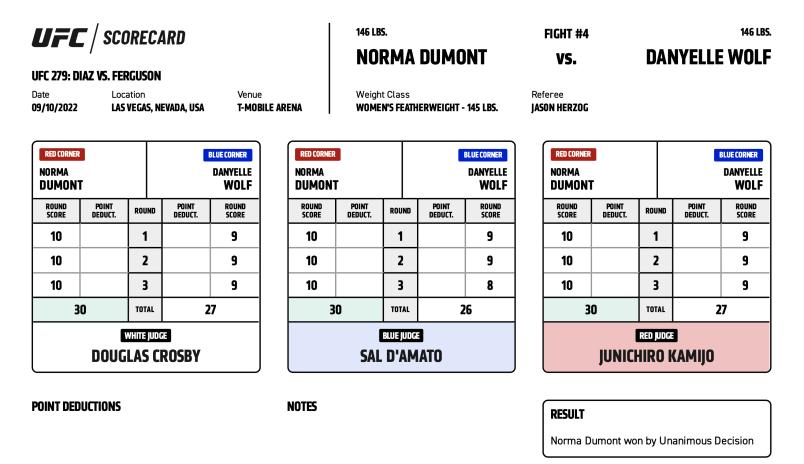 UFC / SCORECARD
UFC 279: DIAZ VS. FERGUSON
Date Location Venue
09/10/2022 LAS VEGAS, NEVADA, USA T-MOBILE ARENA
146 LBS. FIGHT #4 146 LBS.
NORMA DUMONT VS. DANYELLE WOLF
Weight Class Referee
WOMEN'S FEATHERWEIGHT - 145 LBS. JASON HERZOG
RED CORNER BLUE CORNER
NORMA DANYELLE
DUMONT WOLF
ROUND SCORE POINT DEDUCT. ROUND POINT DEDUCT. ROUND SCORE
10 1 9
10 2 9
10 3 9
30 TOTAL 27
WHITE JUDGE
DOUGLAS CROSBY
RED CORNER BLUE CORNER
NORMA DANYELLE
DUMONT WOLF
ROUND SCORE POINT DEDUCT. ROUND POINT DEDUCT. ROUND SCORE
10 1 9
10 2 9
10 3 8
30 TOTAL 26
BLUE JUDGE
SAL D'AMATO
RED CORNER BLUE CORNER
NORMA DANYELLE
DUMONT WOLF
ROUND SCORE POINT DEDUCT. ROUND POINT DEDUCT. ROUND SCORE
10 1 9
10 2 9
10 3 9
30 TOTAL 27
RED JUDGE
JUNICHIRO KAMIJO
POINT DEDUCTIONS
NOTES
RESULT
Norma Dumont won by Unanimous Decision